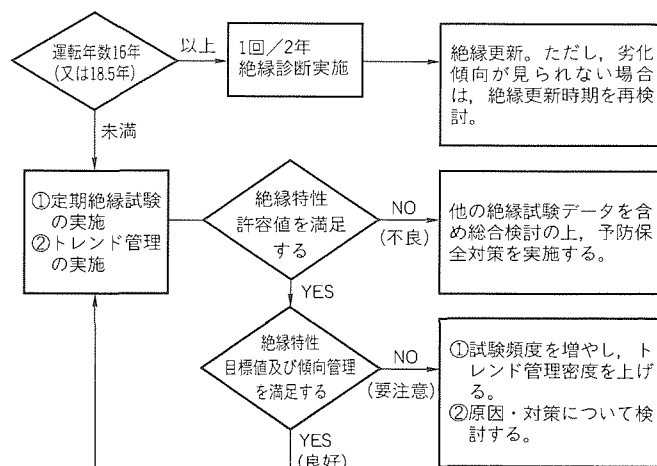 運転年数16年
(又は18.5年)
以上
1回／2年
絶縁診断実施
絶縁更新。ただし，劣化
傾向が見られない場合
は，絶縁更新時期を再検
討。
未満
①定期絶縁試験
の実施
②トレンド管理
の実施
絶縁特性
許容値を満足
する
NO
(不良)
他の絶縁試験データを含
め総合検討の上，予防保
全対策を実施する。
YES
絶縁特性
目標値及び傾向管理
を満足する
NO
(要注意)
①試験頻度を増やし，ト
レンド管理密度を上げ
る。
②原因・対策について検
討する。
YES
(良好)